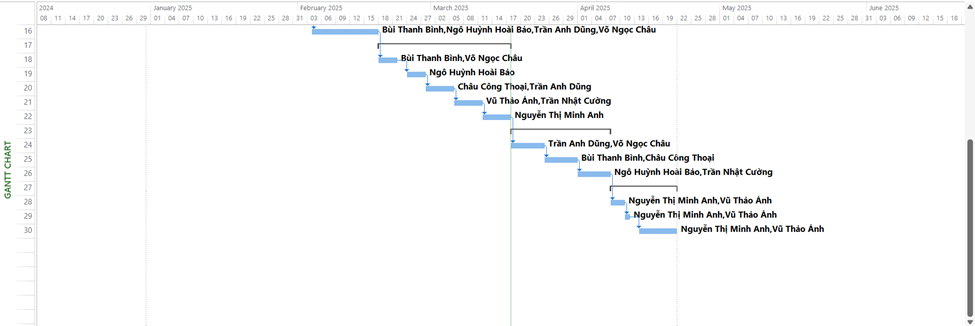 2024 January 2025 February 2025 March 2025 April 2025 May 2025 June 2025
08 11 14 17 20 23 26 29 01 04 07 10 13 16 19 22 25 28 31 03 06 09 12 15 18 21 24 27 02 05 08 11 14 17 20 23 26 29 01 04 07 10 13 16 19 22 25 28 01 04 07 10 13 16 19 22 25 28 31 03 06 09 12 15 18
16 Bùi Thanh Bình,Ngô Huỳnh Hoài Bảo,Trần Anh Dũng,Võ Ngọc Châu
17
18 Bùi Thanh Bình,Võ Ngọc Châu
19 Ngô Huỳnh Hoài Bảo
20 Châu Công Thoại,Trần Anh Dũng
21 Vũ Thảo Ánh,Trần Nhật Cường
22 Nguyễn Thị Minh Anh
23
24 Trần Anh Dũng,Võ Ngọc Châu
25 Bùi Thanh Bình,Châu Công Thoại
26 Ngô Huỳnh Hoài Bảo,Trần Nhật Cường
27
28 Nguyễn Thị Minh Anh,Vũ Thảo Ánh
29 Nguyễn Thị Minh Anh,Vũ Thảo Ánh
30 Nguyễn Thị Minh Anh,Vũ Thảo Ánh
GANTT CHART